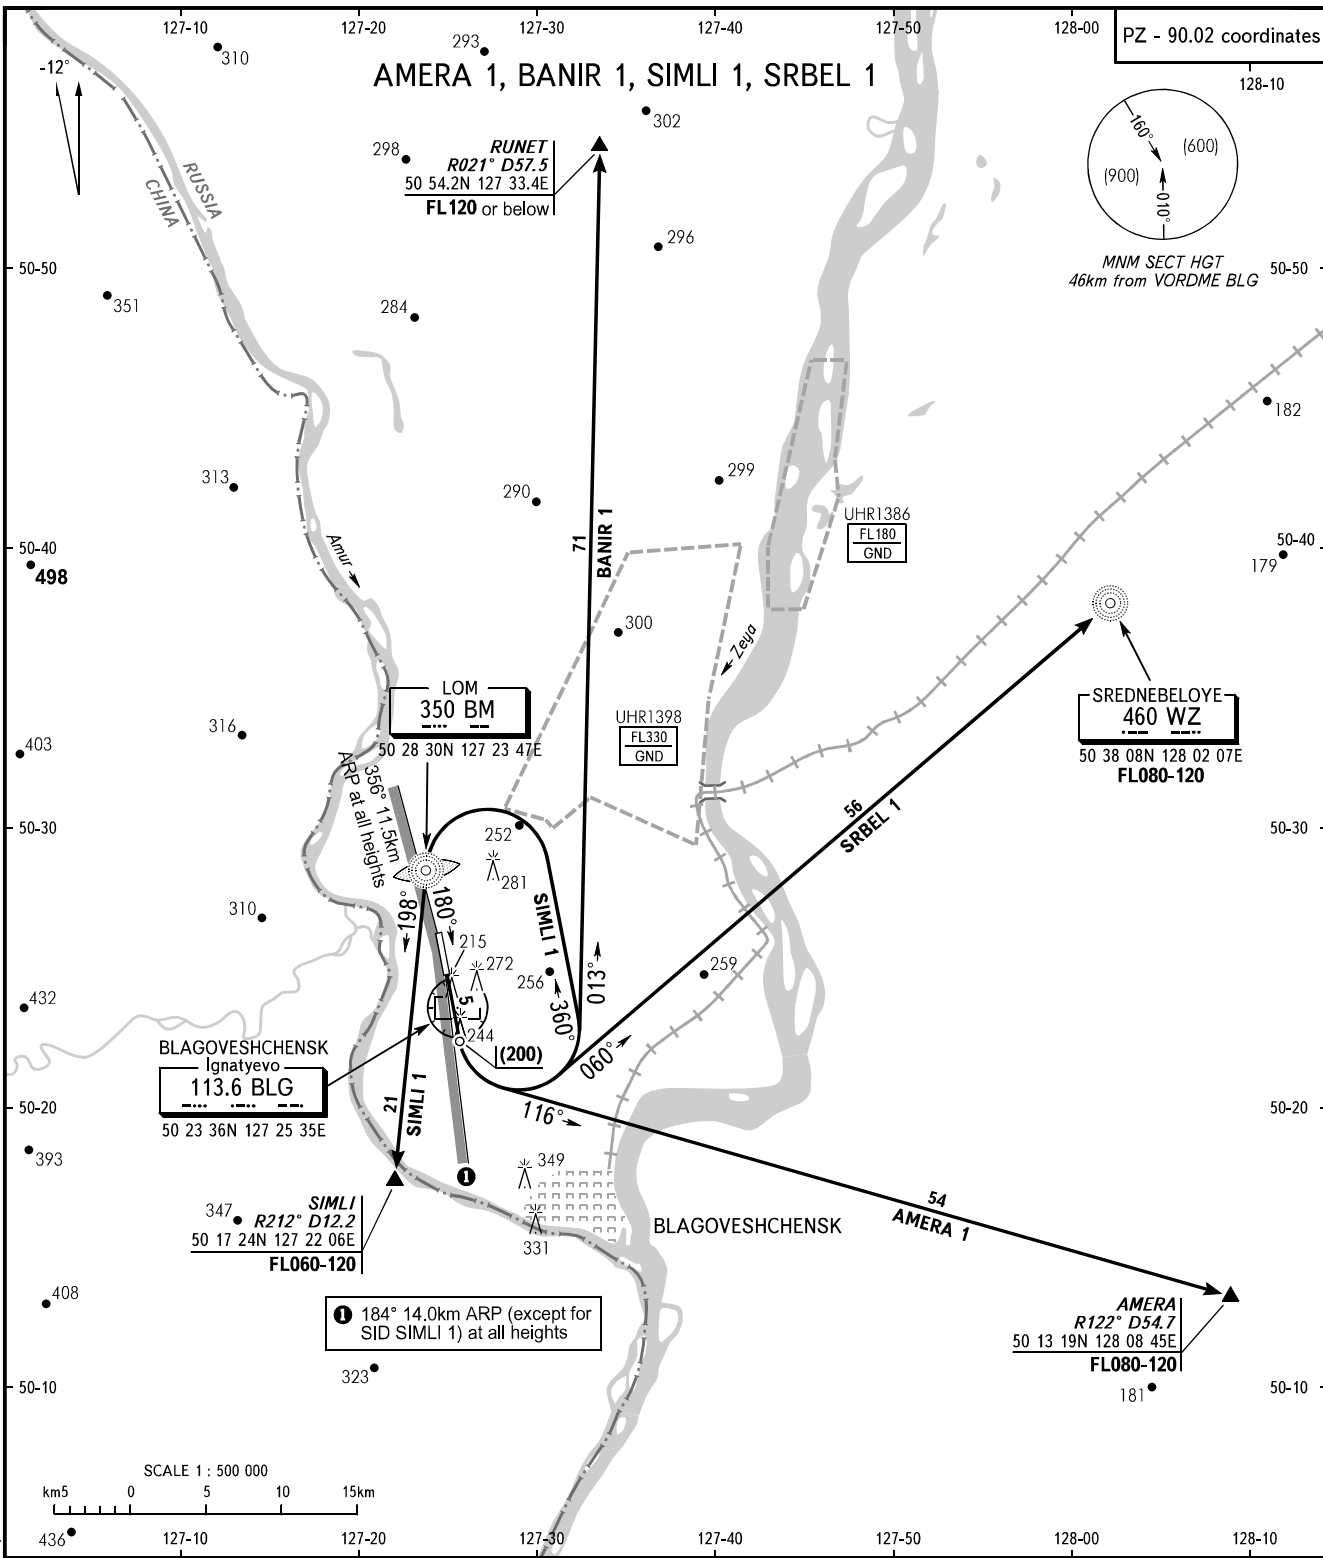 127-10
127-20
127-30
127-40
127-50
128-00
PZ - 90.02 coordinates
128-10
-12°
310
293
AMERA 1, BANIR 1, SIMLI 1, SRBEL 1
302
298
RUNET
R021° D57.5
50 54.2N 127 33.4E
FL120 or below
RUSSIA
CHINA
160°
(600)
(900)
010°
MNM SECT HGT
46km from VORDME BLG
296
50-50
50-50
351
284
182
313
290
299
UHR1386
FL180
GND
71
BANIR 1
50-40
50-40
498
Amur
179
300
Zeya
LOM
350 BM
50 28 30N 127 23 47E
UHR1398
FL330
GND
SREDNEBELOYE
460 WZ
50 38 08N 128 02 07E
FL080-120
316
403
356° 11.5km
ARP at all heights
56
SRBEL 1
50-30
50-30
252
281
SIMLI 1
310
198°
180°
215
272
256
259
360°
013°
432
5
244
(200)
060°
BLAGOVESHCHENSK
Ignatyevo
113.6 BLG
50 23 36N 127 25 35E
21
SIMLI 1
116°
50-20
50-20
393
349
347
SIMLI
R212° D12.2
50 17 24N 127 22 06E
FL060-120
331
BLAGOVESHCHENSK
54
AMERA 1
408
1 184° 14.0km ARP (except for
SID SIMLI 1) at all heights
1
AMERA
R122° D54.7
50 13 19N 128 08 45E
FL080-120
323
181
50-10
50-10
SCALE 1 : 500 000
km5 0 5 10 15km
436
127-10
127-20
127-30
127-40
127-50
128-00
128-10